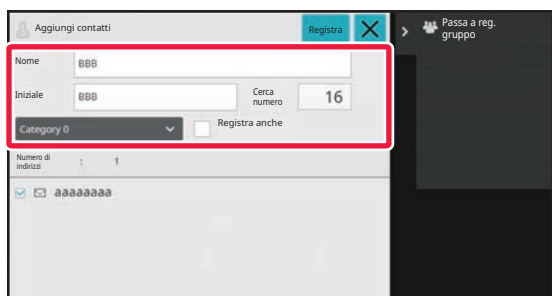 Aggiungi contatti
Registra
Passa a reg.
gruppo
Nome
BBB
Iniziale
BBB
Cerca
numero
16
Category 0
Registra anche
Numero di
indirizzi
:
1
aaaaaaaa